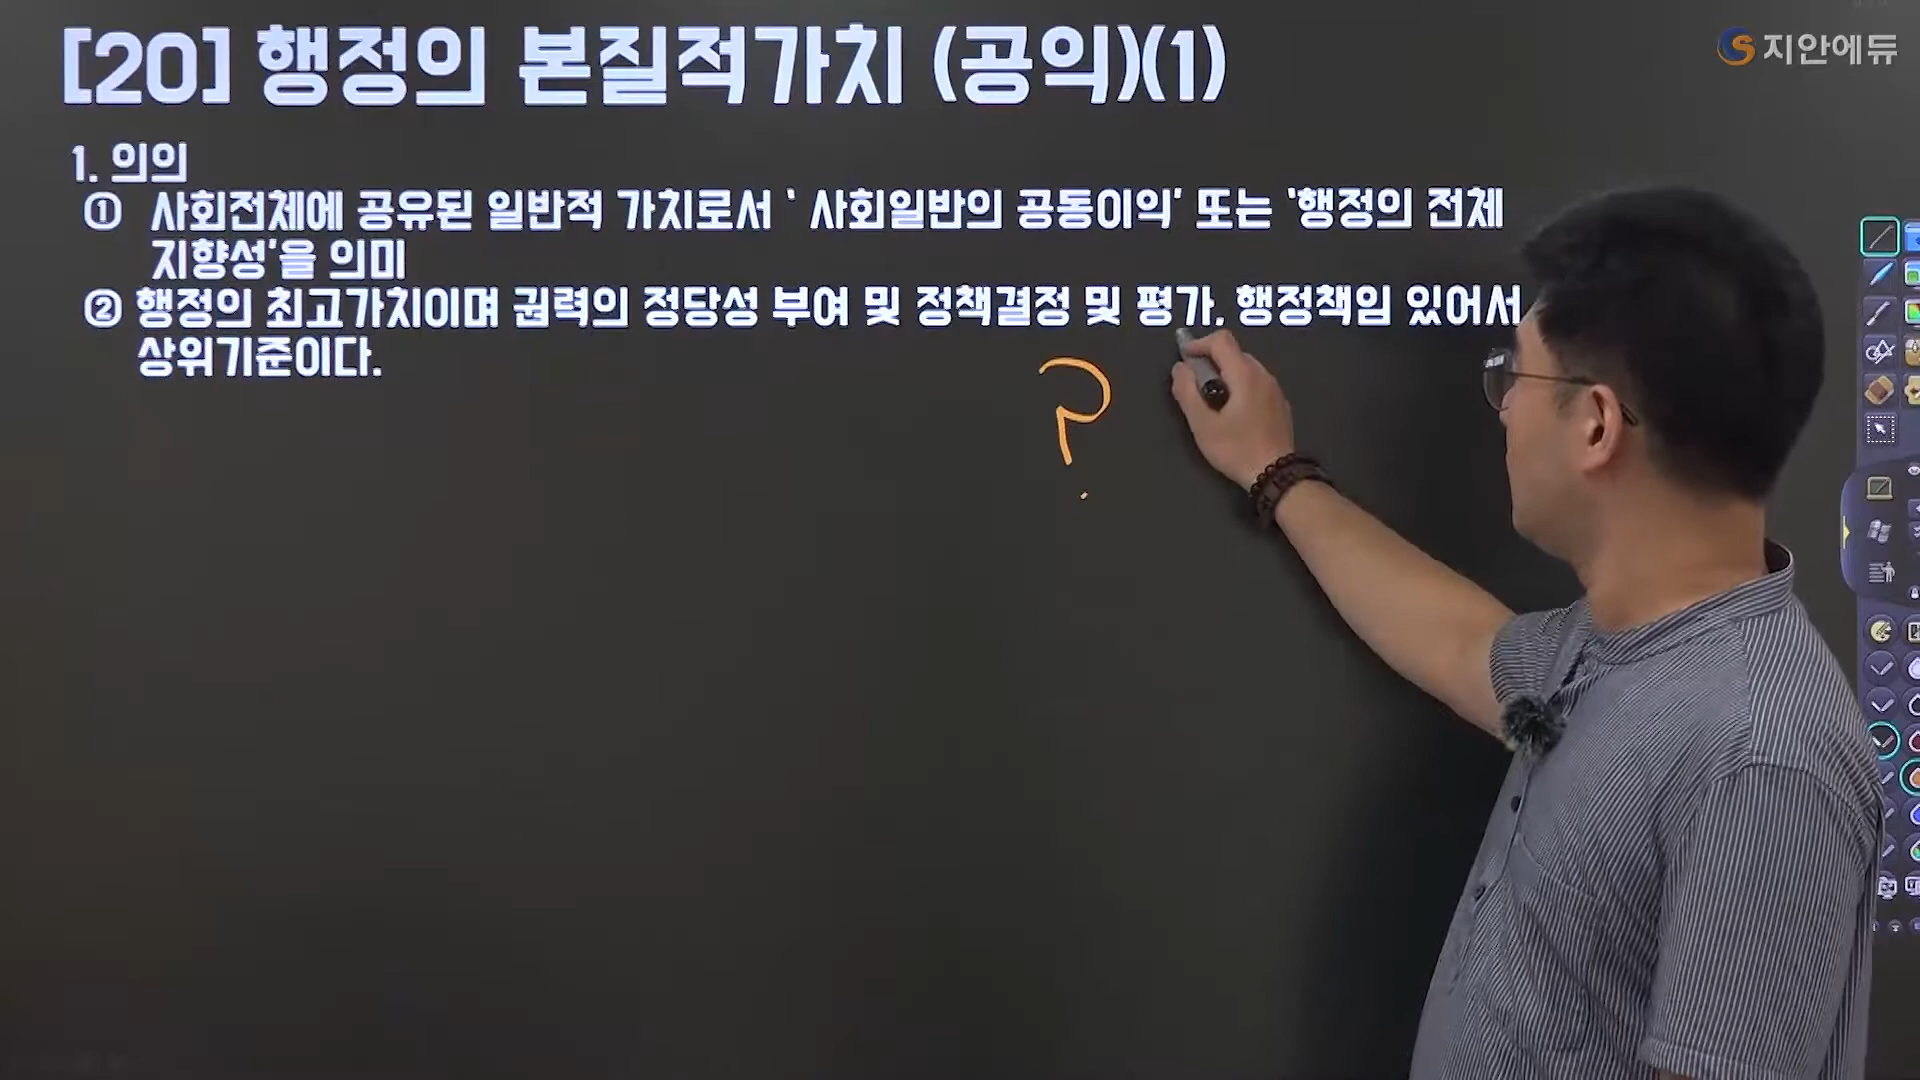 [20] 행정의 본질적가치 (공익)(1)
지안에듀
1. 의의
① 사회전체에 공유된 일반적 가치로서 ‘ 사회일반의 공동이익’ 또는 ‘행정의 전체
지향성’을 의미
② 행정의 최고가치이며 권력의 정당성 부여 및 정책결정 및 평가, 행정책임 있어서
상위기준이다.
?